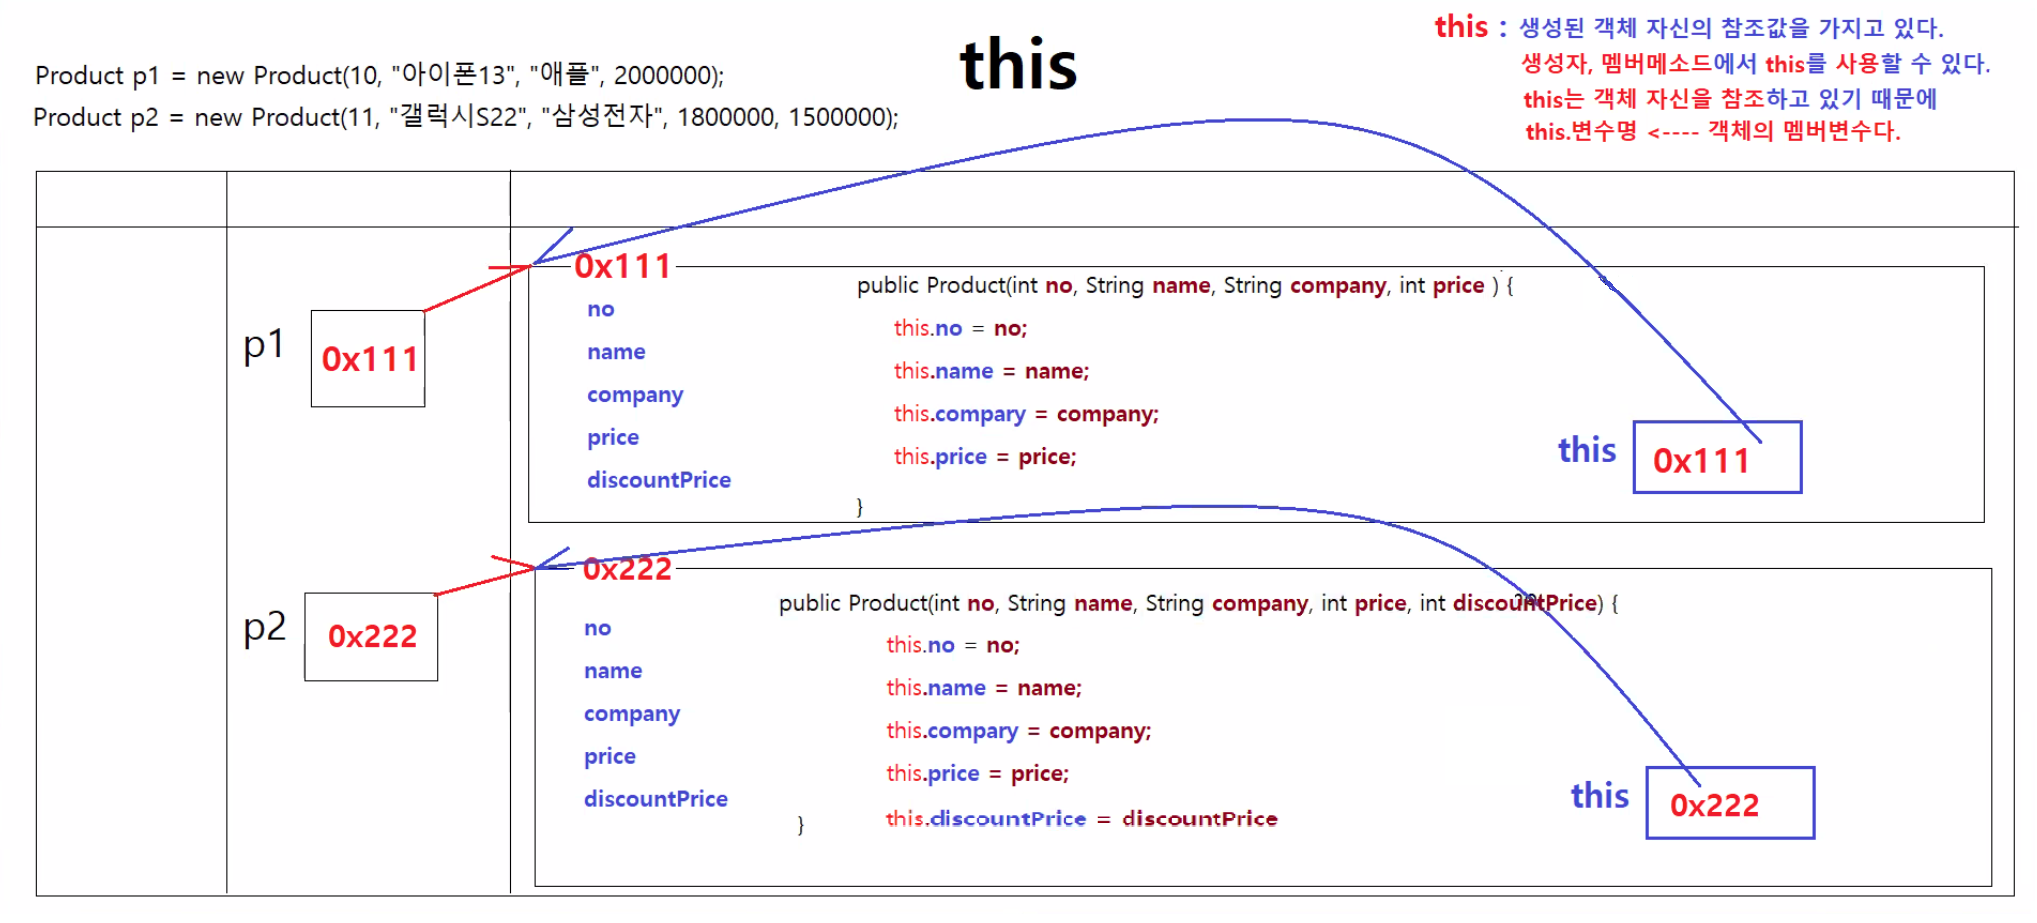 this
this : 생성된 객체 자신의 참조값을 가지고 있다.
생성자, 멤버메소드에서 this를 사용할 수 있다.
this는 객체 자신을 참조하고 있기 때문에
this.변수명 <---- 객체의 멤버변수다.
Product p1 = new Product(10, "아이폰13", "애플", 2000000);
Product p2 = new Product(11, "갤럭시S22", "삼성전자", 1800000, 1500000);
p1
0x111
0x111
no
name
company
price
discountPrice
public Product(int no, String name, String company, int price ) {
this.no = no;
this.name = name;
this.compary = company;
this.price = price;
}
this
0x111
p2
0x222
0x222
no
name
company
price
discountPrice
public Product(int no, String name, String company, int price, int discountPrice) {
this.no = no;
this.name = name;
this.compary = company;
this.price = price;
this.discountPrice = discountPrice
}
this
0x222